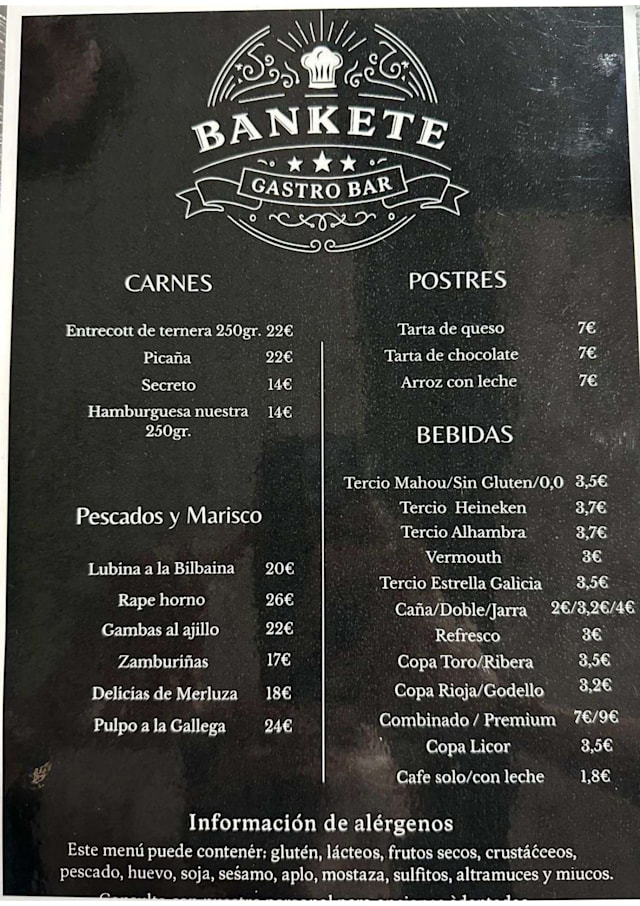 BANKETE
GASTRO BAR
CARNES
Entrecott de ternera 250gr. 22€
Picaña 22€
Secreto 14€
Hamburguesa nuestra 14€
250gr.
Pescados y Marisco
Lubina a la Bilbaina 20€
Rape horno 26€
Gambas al ajillo 22€
Zamburiñas 17€
Delicias de Merluza 18€
Pulpo a la Gallega 24€
POSTRES
Tarta de queso 7€
Tarta de chocolate 7€
Arroz con leche 7€
BEBIDAS
Tercio Mahou/Sin Gluten/0,0 3,5€
Tercio Heineken 3,7€
Tercio Alhambra 3,7€
Vermouth 3€
Tercio Estrella Galicia 3,5€
Caña/Doble/Jarra 2€/3,2€/4€
Refresco 3€
Copa Toro/Ribera 3,5€
Copa Rioja/Godello 3,2€
Combinado / Premium 7€/9€
Copa Licor 3,5€
Cafe solo/con leche 1,8€
Información de alérgenos
Este menú puede contenér: glutén, lácteos, frutos secos, crustáćceos,
pescado, huevo, soja, seśamo, aplo, mostaza, sulfitos, altramuces y miucos.